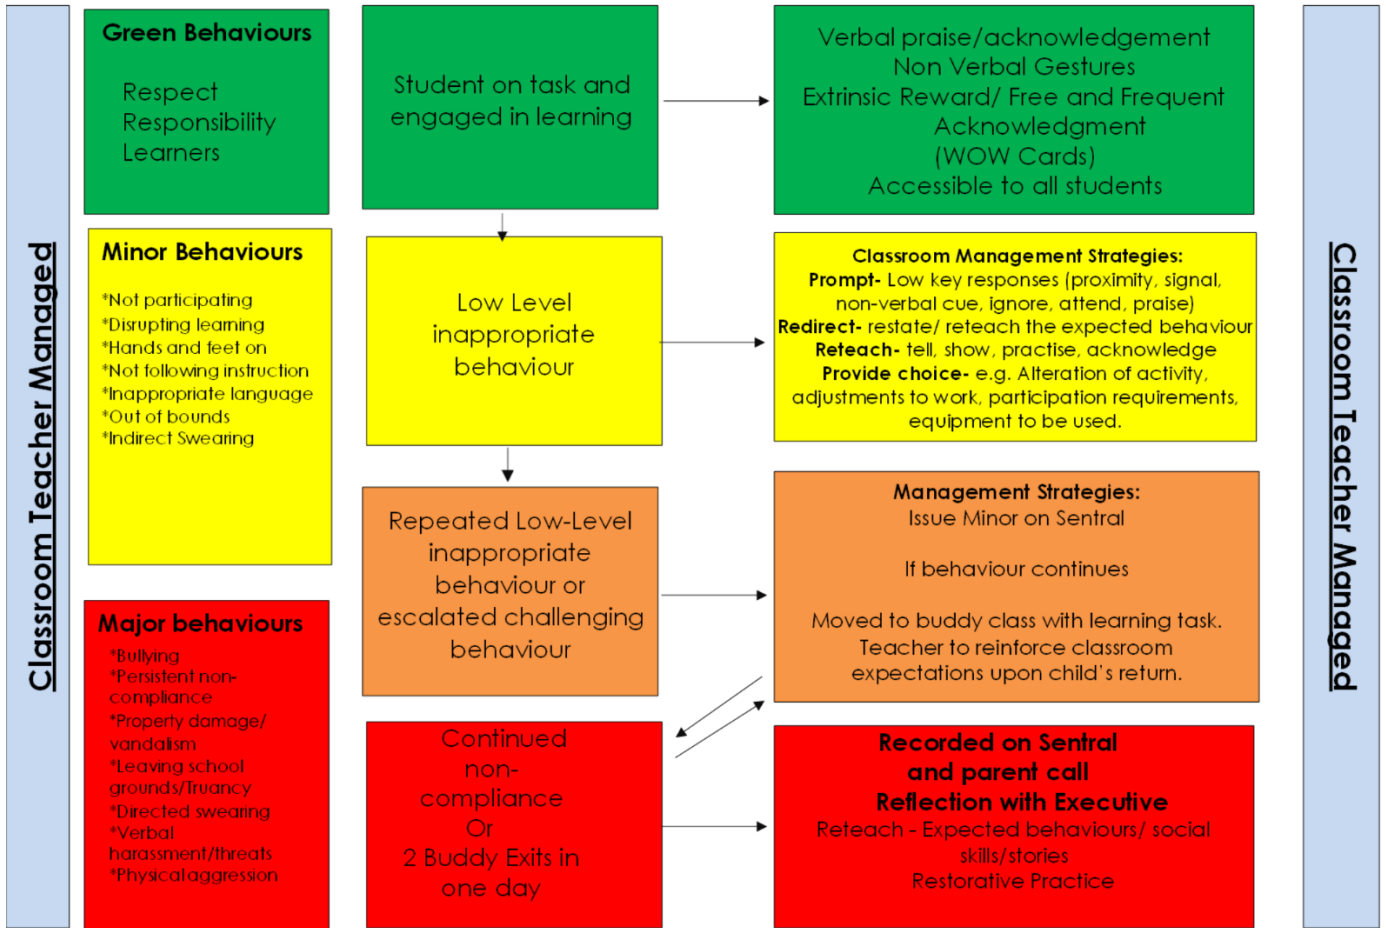 Classroom Teacher Managed
Green Behaviours
Respect
Responsibility
Learners
Student on task and
engaged in learning
Verbal praise/acknowledgement
Non Verbal Gestures
Extrinsic Reward/ Free and Frequent
Acknowledgment
(WOW Cards)
Accessible to all students
Minor Behaviours
*Not participating
*Disrupting learning
*Hands and feet on
*Not following instruction
*Inappropriate language
*Out of bounds
*Indirect Swearing
Low Level
inappropriate
behaviour
Classroom Management Strategies:
Prompt- Low key responses (proximity, signal,
non-verbal cue, ignore, attend, praise)
Redirect- restate/ reteach the expected behaviour
Reteach- tell, show, practise, acknowledge
Provide choice- e.g. Alteration of activity,
adjustments to work, participation requirements,
equipment to be used.
Repeated Low-Level
inappropriate
behaviour or
escalated challenging
behaviour
Management Strategies:
Issue Minor on Sentral
If behaviour continues
Moved to buddy class with learning task.
Teacher to reinforce classroom
expectations upon child's return.
Major behaviours
*Bullying
*Persistent non-
compliance
*Property damage/
vandalism
*Leaving school
grounds/Truancy
*Directed swearing
*Verbal
harassment/threats
*Physical aggression
Continued
non-
compliance
Or
2 Buddy Exits in
one day
Recorded on Sentral
and parent call
Reflection with Executive
Reteach - Expected behaviours/ social
skills/stories
Restorative Practice
Classroom Teacher Managed